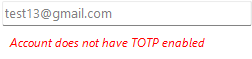 test13@gmail.com
Account does not have TOTP enabled